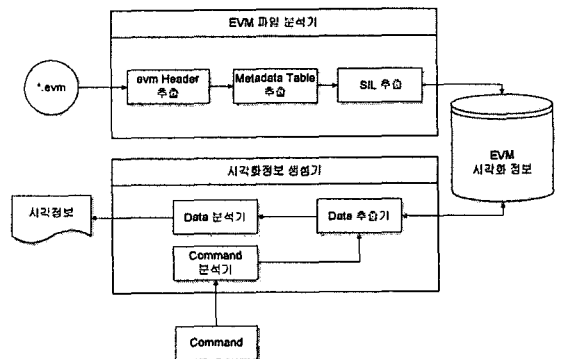 EVM 파일 분석기
*.evm
evm Header
추출
Metadata Table
추출
SIL 추출
EVM
시각화 정보
시각화정보 생성기
시각정보
Data 분석기
Data 추출기
Command
분석기
Command